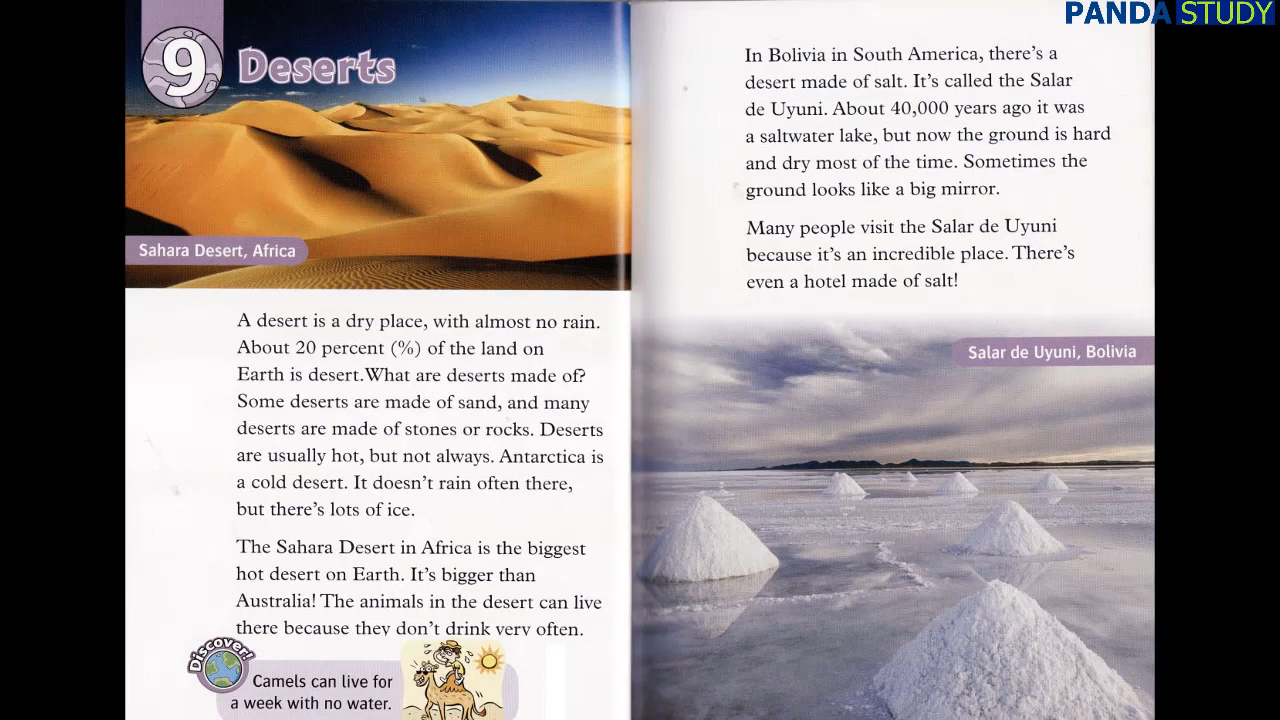 PANDA STUDY
9 Deserts
Sahara Desert, Africa
A desert is a dry place, with almost no rain.
About 20 percent (%) of the land on
Earth is desert.What are deserts made of?
Some deserts are made of sand, and many
deserts are made of stones or rocks. Deserts
are usually hot, but not always. Antarctica is
a cold desert. It doesn't rain often there,
but there's lots of ice.
The Sahara Desert in Africa is the biggest
hot desert on Earth. It's bigger than
Australia! The animals in the desert can live
there because they don't drink very often.
Discover!
Camels can live for
a week with no water.
In Bolivia in South America, there's a
desert made of salt. It's called the Salar
de Uyuni. About 40,000 years ago it was
a saltwater lake, but now the ground is hard
and dry most of the time. Sometimes the
ground looks like a big mirror.
Many people visit the Salar de Uyuni
because it's an incredible place. There's
even a hotel made of salt!
Salar de Uyuni, Bolivia